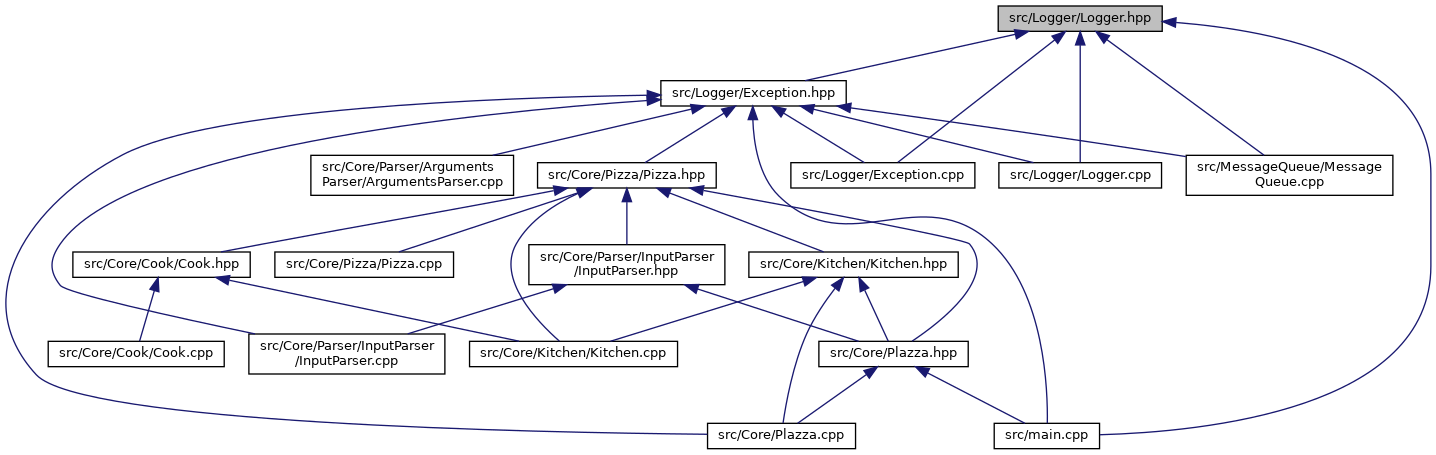 src/Logger/Logger.hpp
src/Logger/Exception.hpp
src/Core/Parser/Arguments
Parser/ArgumentsParser.cpp
src/Core/Pizza/Pizza.hpp
src/Logger/Exception.cpp
src/Logger/Logger.cpp
src/MessageQueue/Message
Queue.cpp
src/Core/Cook/Cook.hpp
src/Core/Pizza/Pizza.cpp
src/Core/Parser/InputParser
/InputParser.hpp
src/Core/Kitchen/Kitchen.hpp
src/Core/Cook/Cook.cpp
src/Core/Parser/InputParser
/InputParser.cpp
src/Core/Kitchen/Kitchen.cpp
src/Core/Plazza.hpp
src/Core/Plazza.cpp
src/main.cpp